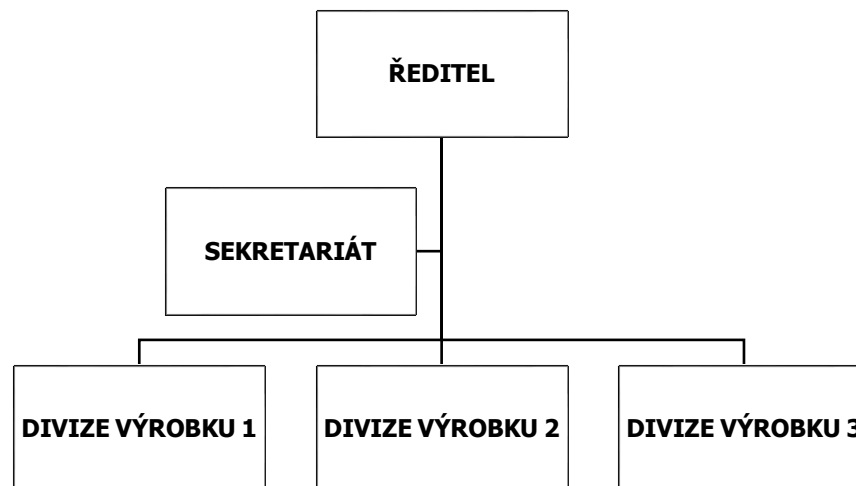 ŘEDITEL
SEKRETARIÁT
DIVIZE VÝROBKU 1
DIVIZE VÝROBKU 2
DIVIZE VÝROBKU 3